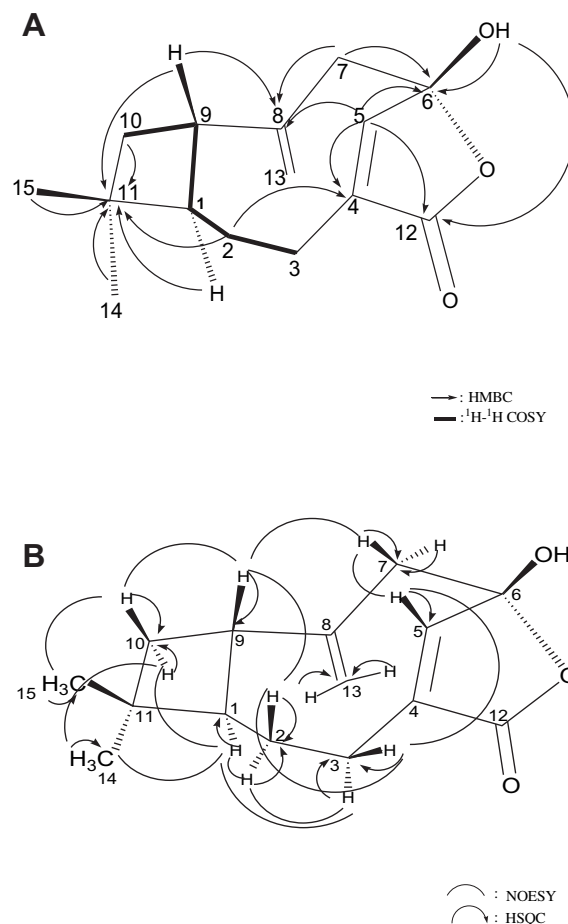 A
H
OH
7
10
9
8
5
6
13
O
15
11
1
4
2
12
3
H
14
O
: HMBC
: ¹H-¹H COSY
B
H
H
7
OH
H
H
H
6
5
8
10
9
H
H
H
H
13
15 H₃C
1
4
11
2
12
O
H
H
3
H
H₃C
14
H
H
O
: NOESY
: HSQC